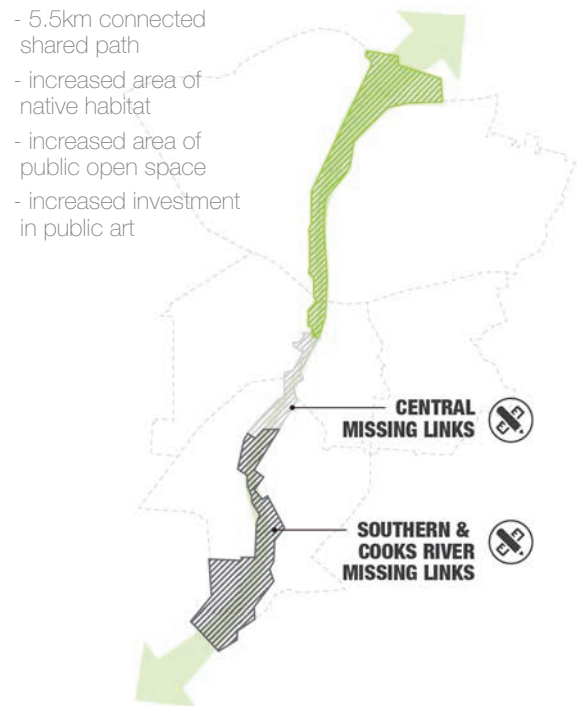 - 5.5km connected
shared path
- increased area of
native habitat
- increased area of
public open space
- increased investment
in public art
CENTRAL
MISSING LINKS
SOUTHERN &
COOKS RIVER
MISSING LINKS